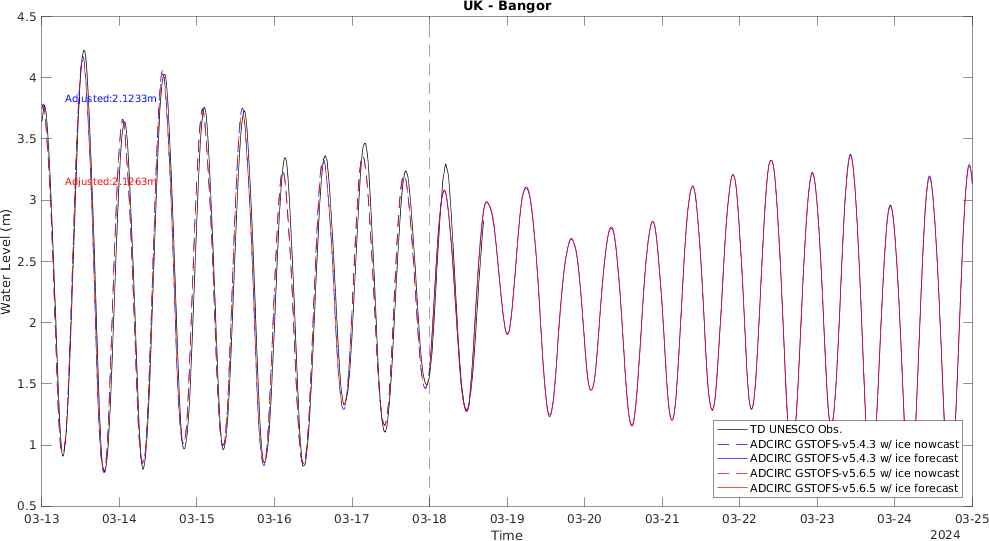 UK - Bangor
4.5
4
3.5
3
2.5
2
1.5
1
0.5
Water Level (m)
Adjusted:2.1233m
Adjusted:2.1263m
TD UNESCO Obs.
ADCIRC GSTOFS-v5.4.3 w/ ice nowcast
ADCIRC GSTOFS-v5.4.3 w/ ice forecast
ADCIRC GSTOFS-v5.6.5 w/ ice nowcast
ADCIRC GSTOFS-v5.6.5 w/ ice forecast
03-13 03-14 03-15 03-16 03-17 03-18 03-19 03-20 03-21 03-22 03-23 03-24 03-25
Time
2024